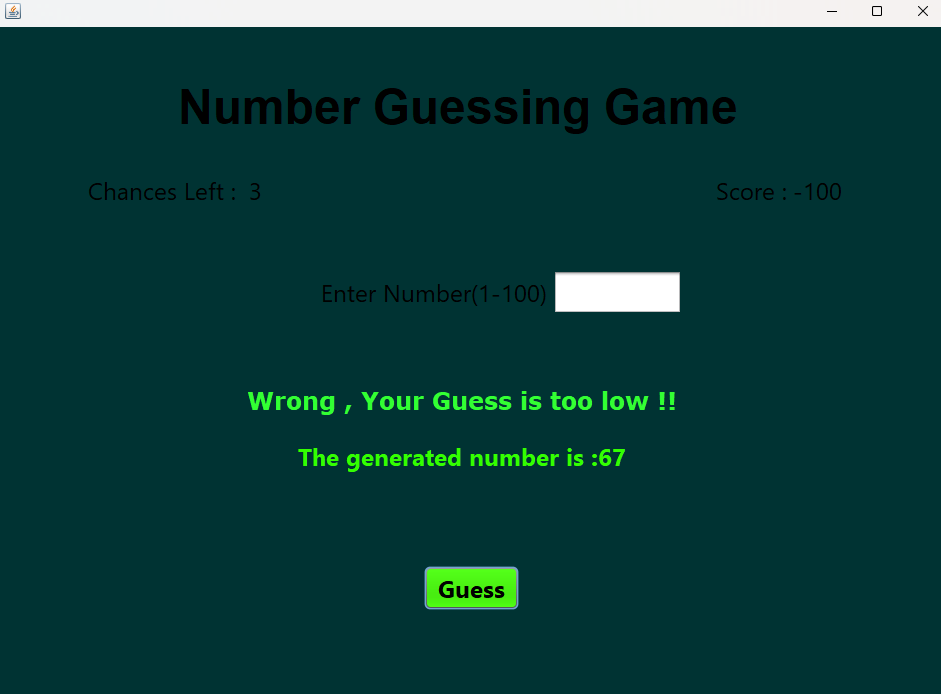 Number Guessing Game
Chances Left :  3
Score : -100
Enter Number(1-100)
Wrong , Your Guess is too low !!
The generated number is :67
Guess